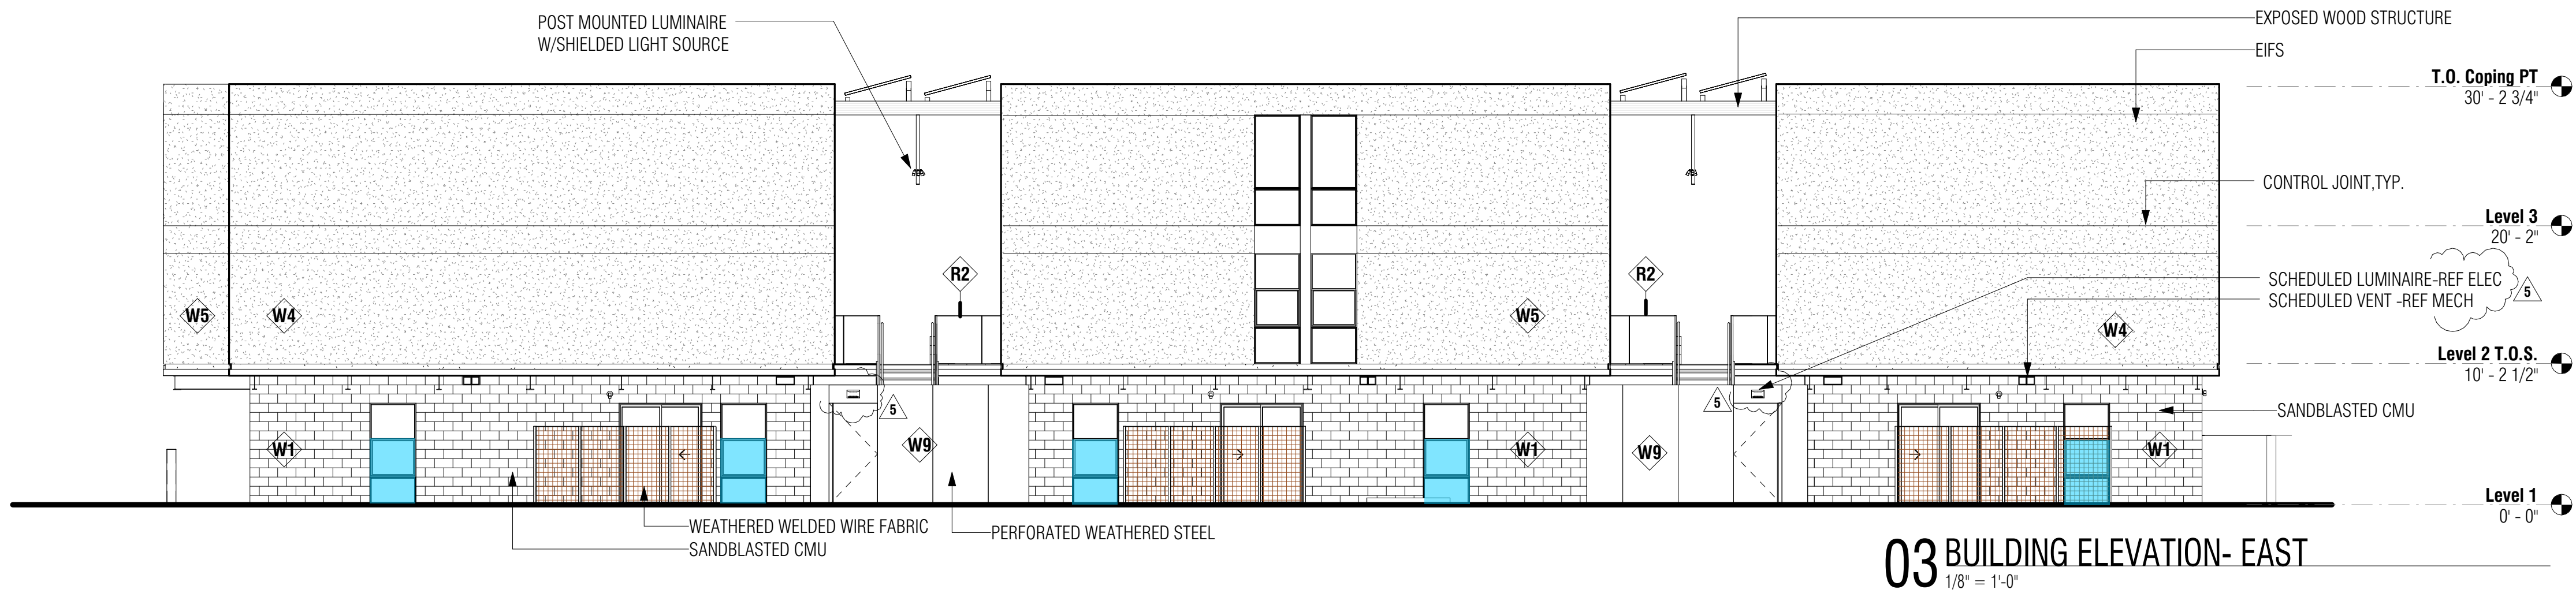 POST MOUNTED LUMINAIRE
W/SHIELDED LIGHT SOURCE
EXPOSED WOOD STRUCTURE
EIFS
T.O. Coping PT
30' - 2 3/4"
CONTROL JOINT,TYP.
Level 3
20' - 2"
R2
R2
SCHEDULED LUMINAIRE-REF ELEC
SCHEDULED VENT -REF MECH
5
W5
W4
W5
W4
Level 2 T.O.S.
10' - 2 1/2"
5
5
SANDBLASTED CMU
W1
W9
W1
W9
W1
Level 1
0' - 0"
WEATHERED WELDED WIRE FABRIC
SANDBLASTED CMU
PERFORATED WEATHERED STEEL
03 BUILDING ELEVATION- EAST
1/8" = 1'-0"